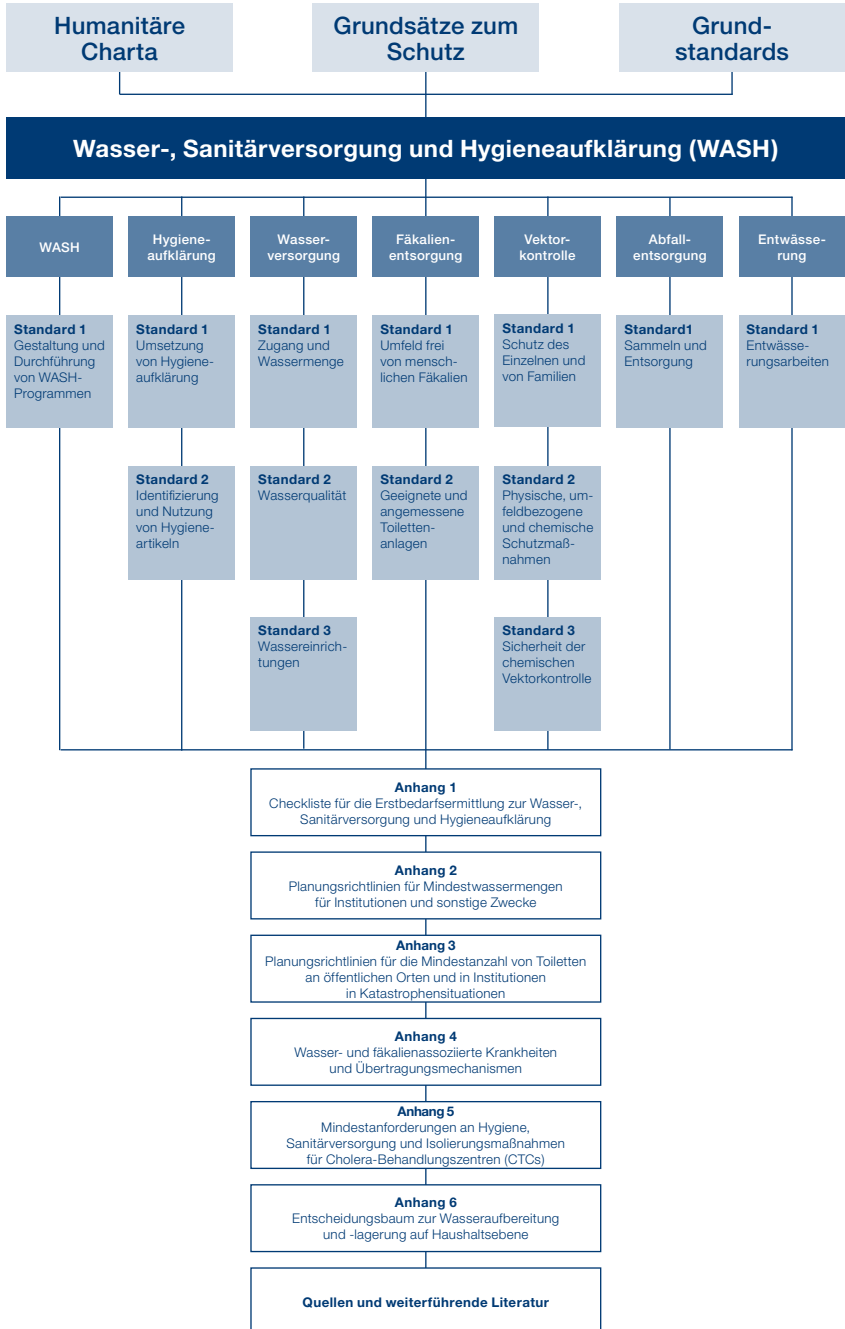 Humanitäre
Charta
Grundsätze zum
Schutz
Grund-
standards
Wasser-, Sanitärversorgung und Hygieneaufklärung (WASH)
WASH
Hygiene-
aufklärung
Wasser-
versorgung
Fäkalien-
entsorgung
Vektor-
kontrolle
Abfall-
entsorgung
Entwässe-
rung
Standard 1
Gestaltung und
Durchführung
von WASH-
Programmen
Standard 1
Umsetzung
von Hygiene-
aufklärung
Standard 1
Zugang und
Wassermenge
Standard 1
Umfeld frei
von mensch-
lichen Fäkalien
Standard 1
Schutz des
Einzelnen und
von Familien
Standard1
Sammeln und
Entsorgung
Standard 1
Entwässe-
rungsarbeiten
Standard 2
Identifizierung
und Nutzung
von Hygiene-
artikeln
Standard 2
Wasserqualität
Standard 2
Geeignete und
angemessene
Toiletten-
anlagen
Standard 2
Physische, um-
feldbezogene
und chemische
Schutzmaß-
nahmen
Standard 3
Wassereinrich-
tungen
Standard 3
Sicherheit der
chemischen
Vektorkontrolle
Anhang 1
Checkliste für die Erstbedarfsermittlung zur Wasser-,
Sanitärversorgung und Hygieneaufklärung
Anhang 2
Planungsrichtlinien für Mindestwassermengen
für Institutionen und sonstige Zwecke
Anhang 3
Planungsrichtlinien für die Mindestanzahl von Toiletten
an öffentlichen Orten und in Institutionen
in Katastrophensituationen
Anhang 4
Wasser- und fäkalienassoziierte Krankheiten
und Übertragungsmechanismen
Anhang 5
Mindestanforderungen an Hygiene,
Sanitärversorgung und Isolierungsmaßnahmen
für Cholera-Behandlungszentren (CTCs)
Anhang 6
Entscheidungsbaum zur Wasseraufbereitung
und -lagerung auf Haushaltsebene
Quellen und weiterführende Literatur